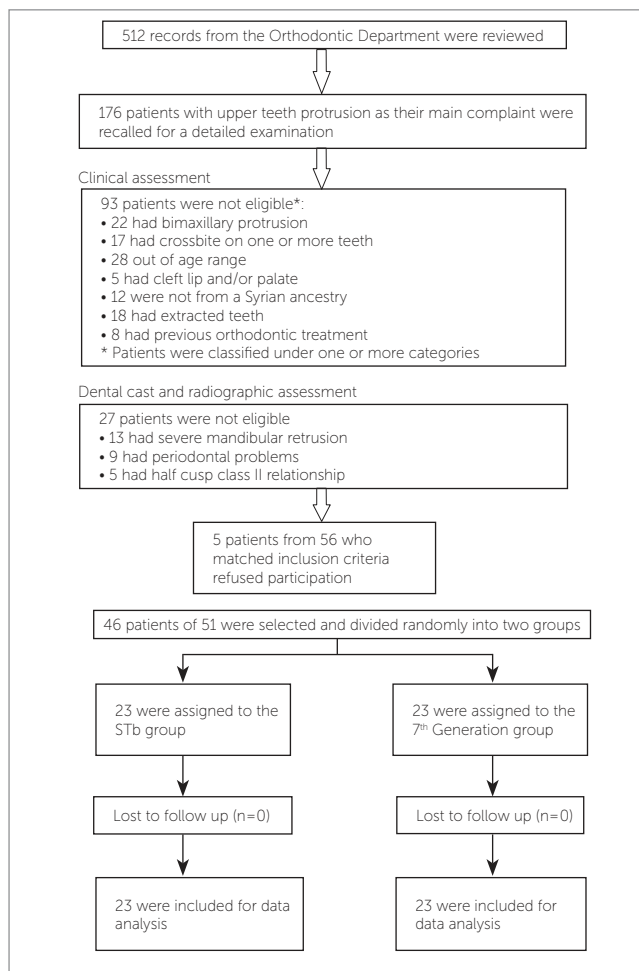 512 records from the Orthodontic Department were reviewed
176 patients with upper teeth protrusion as their main complaint were
recalled for a detailed examination
Clinical assessment
93 patients were not eligible*:
• 22 had bimaxillary protrusion
• 17 had crossbite on one or more teeth
• 28 out of age range
• 5 had cleft lip and/or palate
• 12 were not from a Syrian ancestry
• 18 had extracted teeth
• 8 had previous orthodontic treatment
* Patients were classified under one or more categories
Dental cast and radiographic assessment
27 patients were not eligible
• 13 had severe mandibular retrusion
• 9 had periodontal problems
• 5 had half cusp class II relationship
5 patients from 56 who
matched inclusion criteria
refused participation
46 patients of 51 were selected and divided randomly into two groups
23 were assigned to the
STb group
23 were assigned to the
7th Generation group
Lost to follow up (n=0)
Lost to follow up (n=0)
23 were included for data
analysis
23 were included for
data analysis